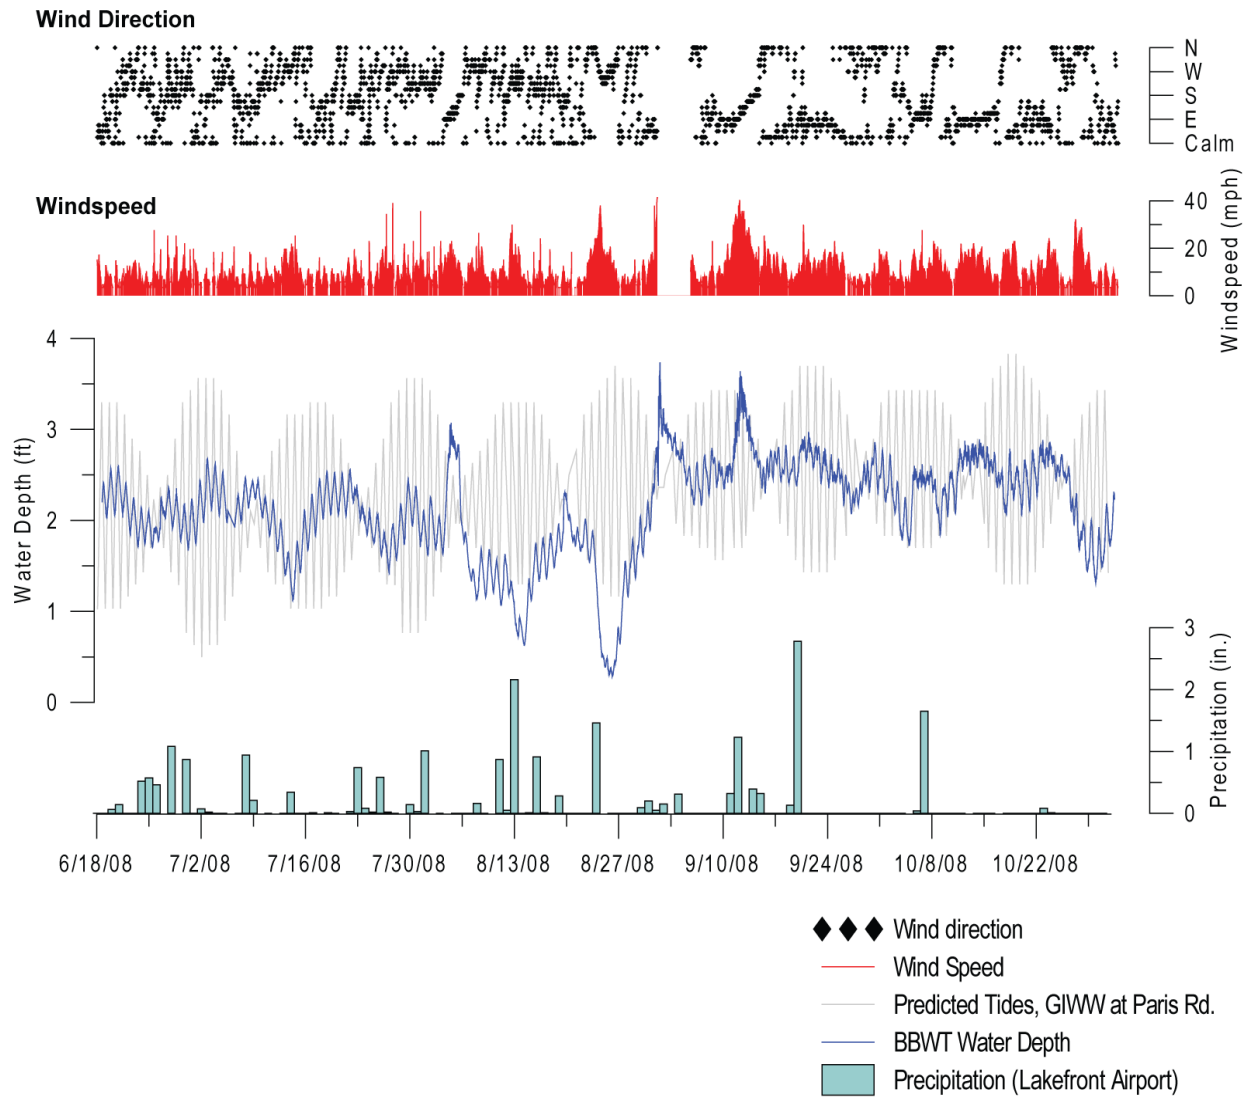 Wind Direction
N
W
S
E
Calm
Windspeed
40
20
0
Windspeed (mph)
4
3
2
1
0
Water Depth (ft)
3
2
1
0
Precipitation (in.)
6/18/08 7/2/08 7/16/08 7/30/08 8/13/08 8/27/08 9/10/08 9/24/08 10/8/08 10/22/08
Wind direction
Wind Speed
Predicted Tides, GIWW at Paris Rd.
BBWT Water Depth
Precipitation (Lakefront Airport)